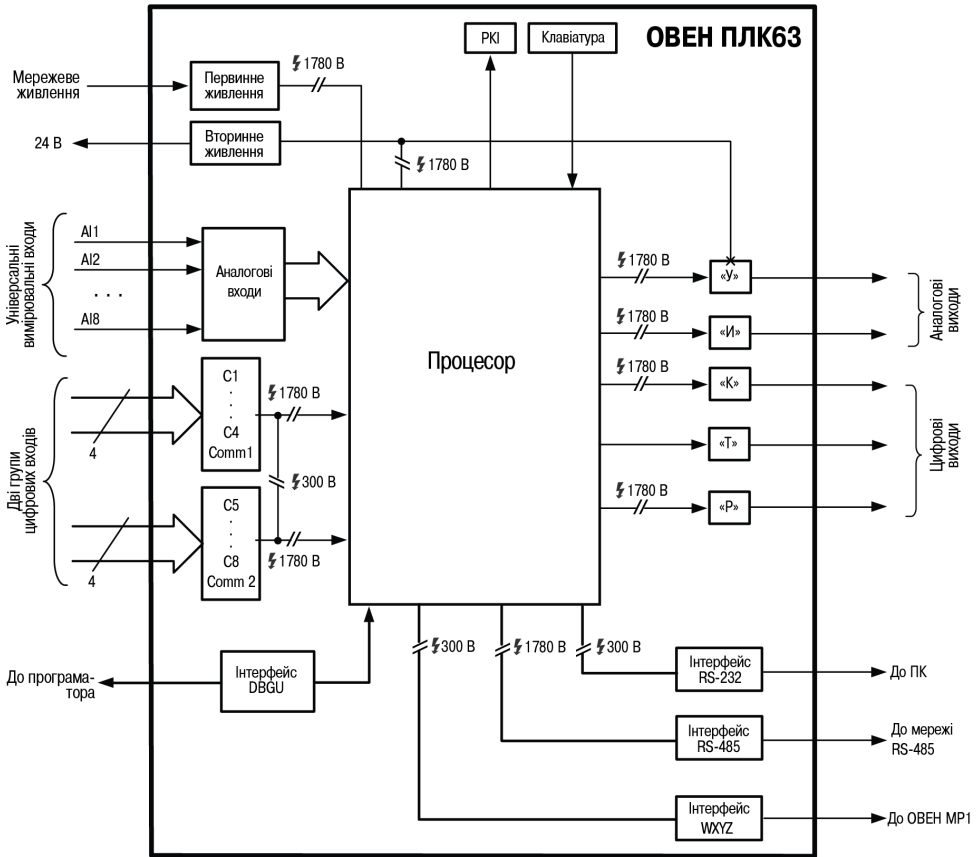 ОВЕН ПЛК63
РКІ
Клавіатура
Мережеве
живлення
Первинне
живлення
1780 В
24 В
Вторинне
живлення
1780 В
Універсальні
вимірювальні входи
AI1
AI2
. . .
AI8
Аналогові
входи
Процесор
1780 В
«У»
1780 В
«И»
Аналогові
виходи
1780 В
«К»
«Т»
1780 В
«Р»
Цифрові
виходи
Дві групи
цифрових входів
4
C1
.
.
.
C4
Comm1
1780 В
300 В
4
C5
.
.
.
C8
Comm 2
1780 В
До програма-
тора
Інтерфейс
DBGU
300 В
1780 В
300 В
Інтерфейс
RS-232
До ПК
Інтерфейс
RS-485
До мережі
RS-485
Інтерфейс
WXYZ
До ОВЕН МР1